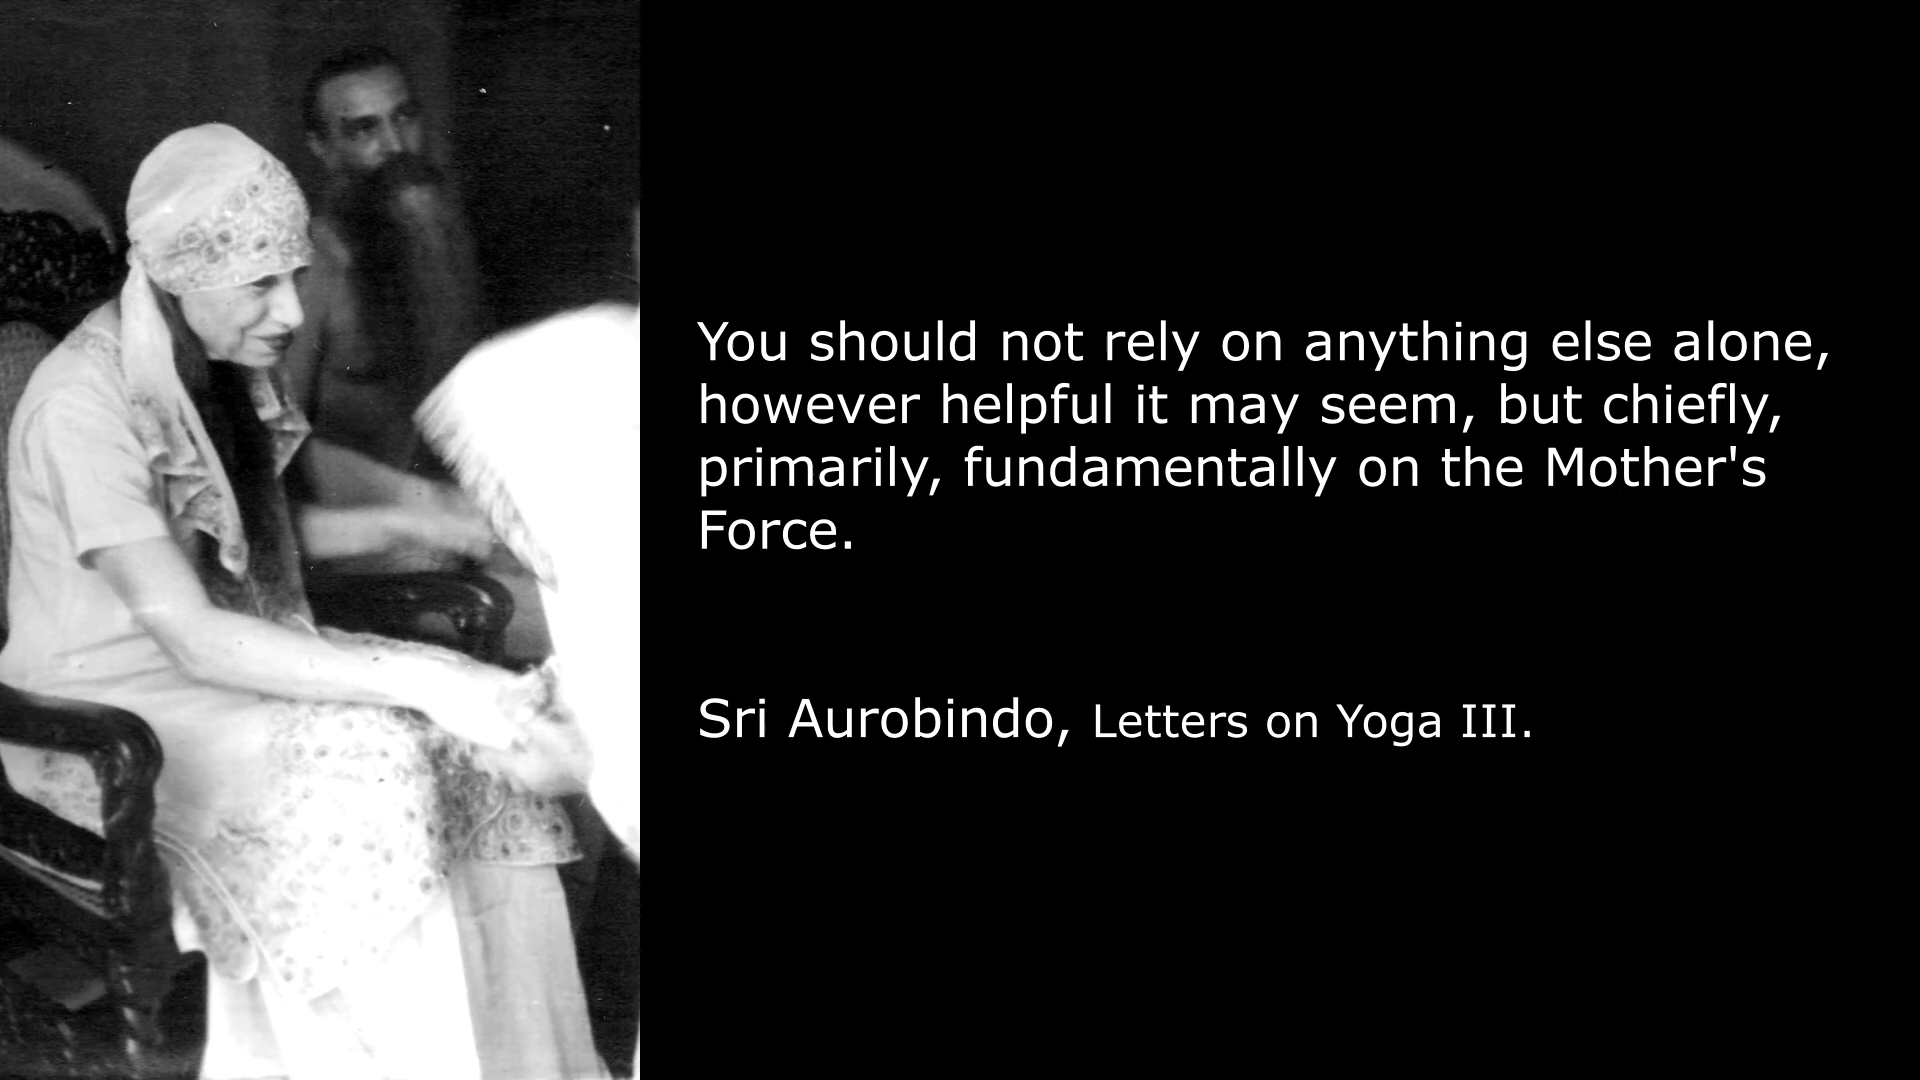 You should not rely on anything else alone,
however helpful it may seem, but chiefly,
primarily, fundamentally on the Mother's
Force.
Sri Aurobindo, Letters on Yoga III.